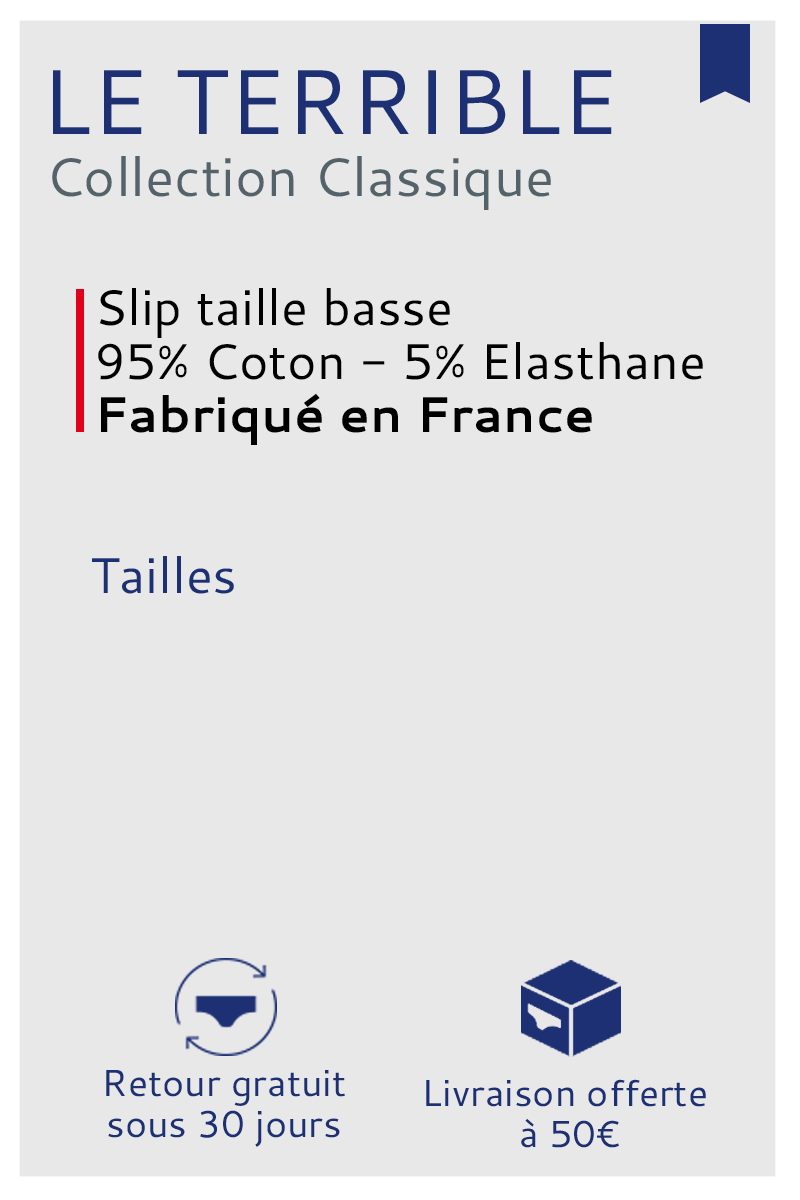 LE TERRIBLE
Collection Classique
Slip taille basse
95% Coton – 5% Elasthane
Fabriqué en France
Tailles
Retour gratuit
sous 30 jours
Livraison offerte
à 50€